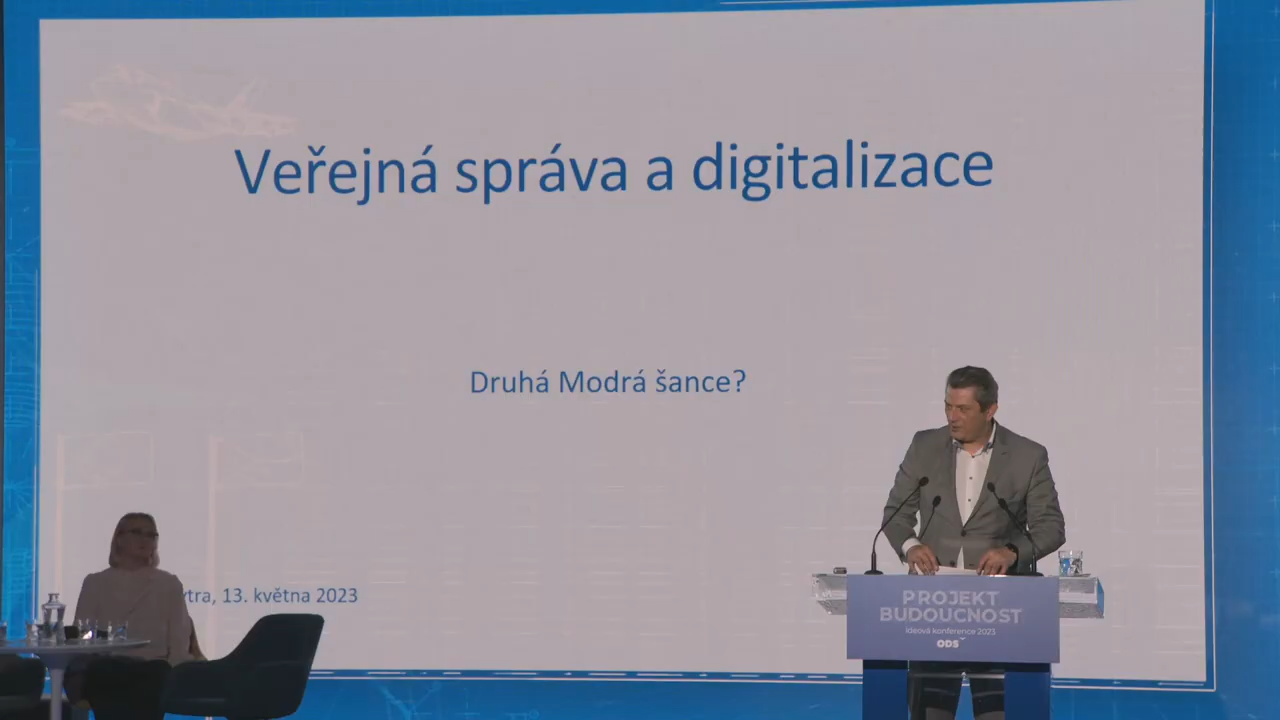 Veřejná správa a digitalizace
Druhá Modrá šance?
13. května 2023
PROJEKT
BUDOUCNOST
ideová konference 2023
ODS